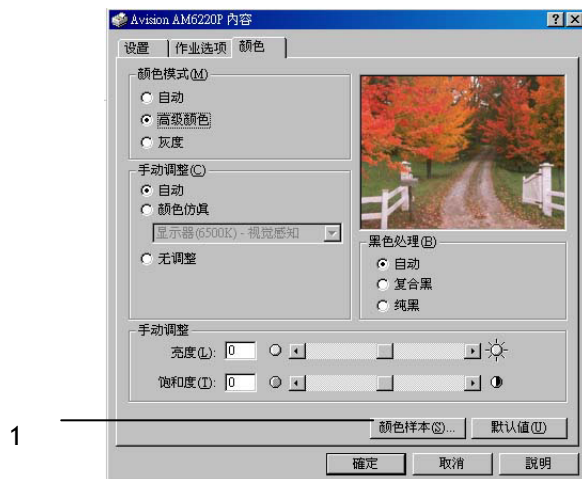 Avision AM6220P 內容
设置 作业选项 颜色
颜色模式(M)
自动
高级颜色
灰度
手动调整(C)
自动
颜色仿真
显示器(6500K) - 视觉感知
无调整
黑色处理(B)
自动
复合黑
纯黑
手动调整
亮度(L): 0
饱和度(T): 0
1
颜色样本(S)... 默认值(U)
確定 取消 說明